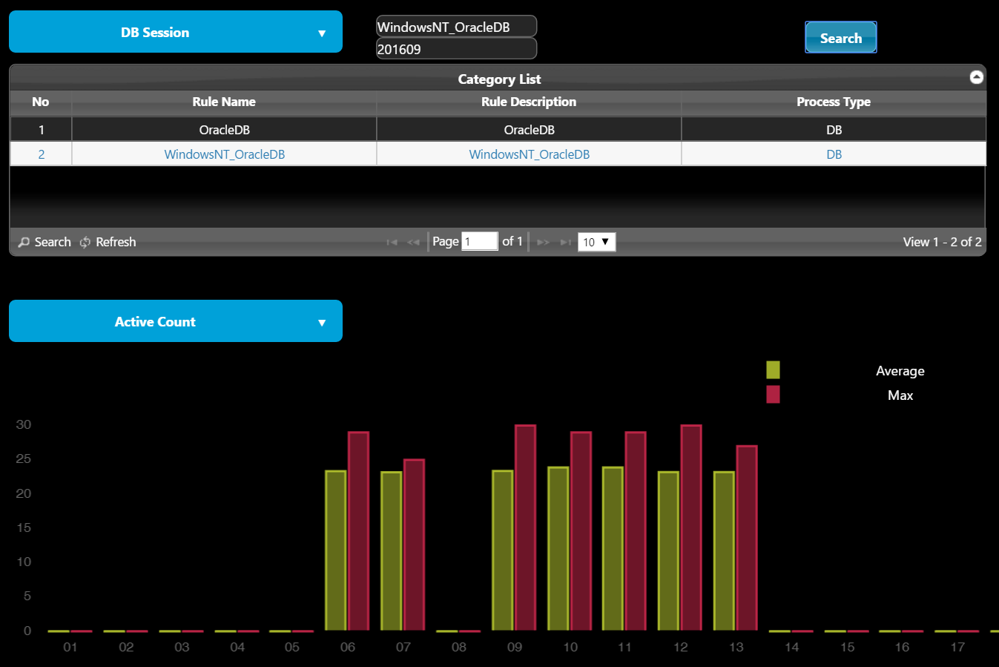 DB Session ▼
WindowsNT_OracleDB
201609
Search
Category List
No Rule Name Rule Description Process Type
1 OracleDB OracleDB DB
2 WindowsNT_OracleDB WindowsNT_OracleDB DB
Search Refresh Page 1 of 1 10 ▼ View 1 - 2 of 2
Active Count ▼
Average
Max
30
25
20
15
10
5
0
01 02 03 04 05 06 07 08 09 10 11 12 13 14 15 16 17